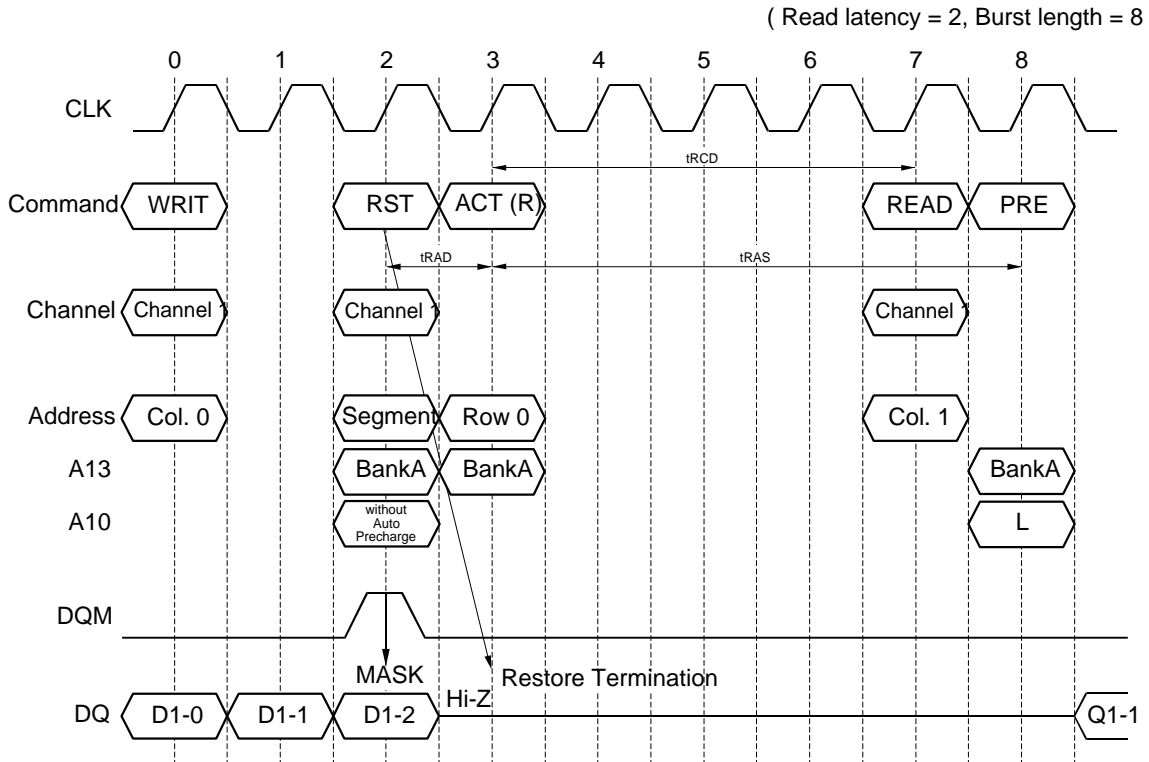 ( Read latency = 2, Burst length = 8
0 1 2 3 4 5 6 7 8
CLK
tRCD
Command WRIT RST ACT (R) READ PRE
tRAD tRAS
Channel Channel 1 Channel 1 Channel 1
Address Col. 0 Segment Row 0 Col. 1
A13 BankA BankA BankA
A10 without Auto Precharge L
DQM
MASK Restore Termination
Hi-Z
DQ D1-0 D1-1 D1-2 Q1-1